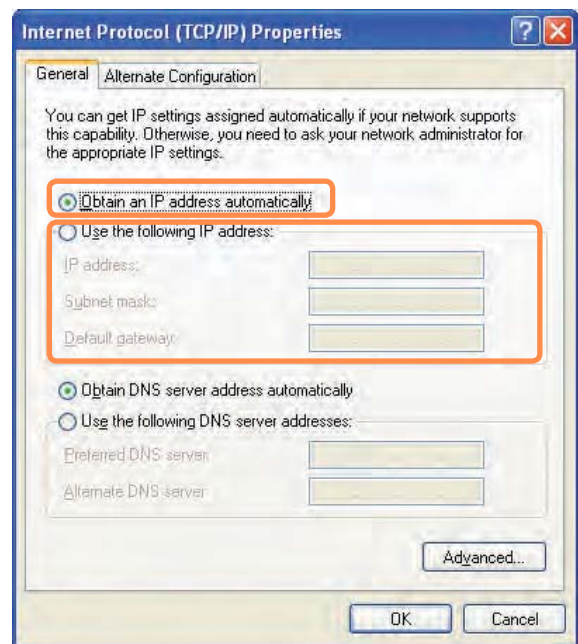 Internet Protocol (TCP/IP) Properties
General
Alternate Configuration
You can get IP settings assigned automatically if your network supports
this capability. Otherwise, you need to ask your network administrator for
the appropriate IP settings.
Obtain an IP address automatically
Use the following IP address:
IP address:
Subnet mask:
Default gateway:
Obtain DNS server address automatically
Use the following DNS server addresses:
Preferred DNS server:
Alternate DNS server:
Advanced...
OK
Cancel